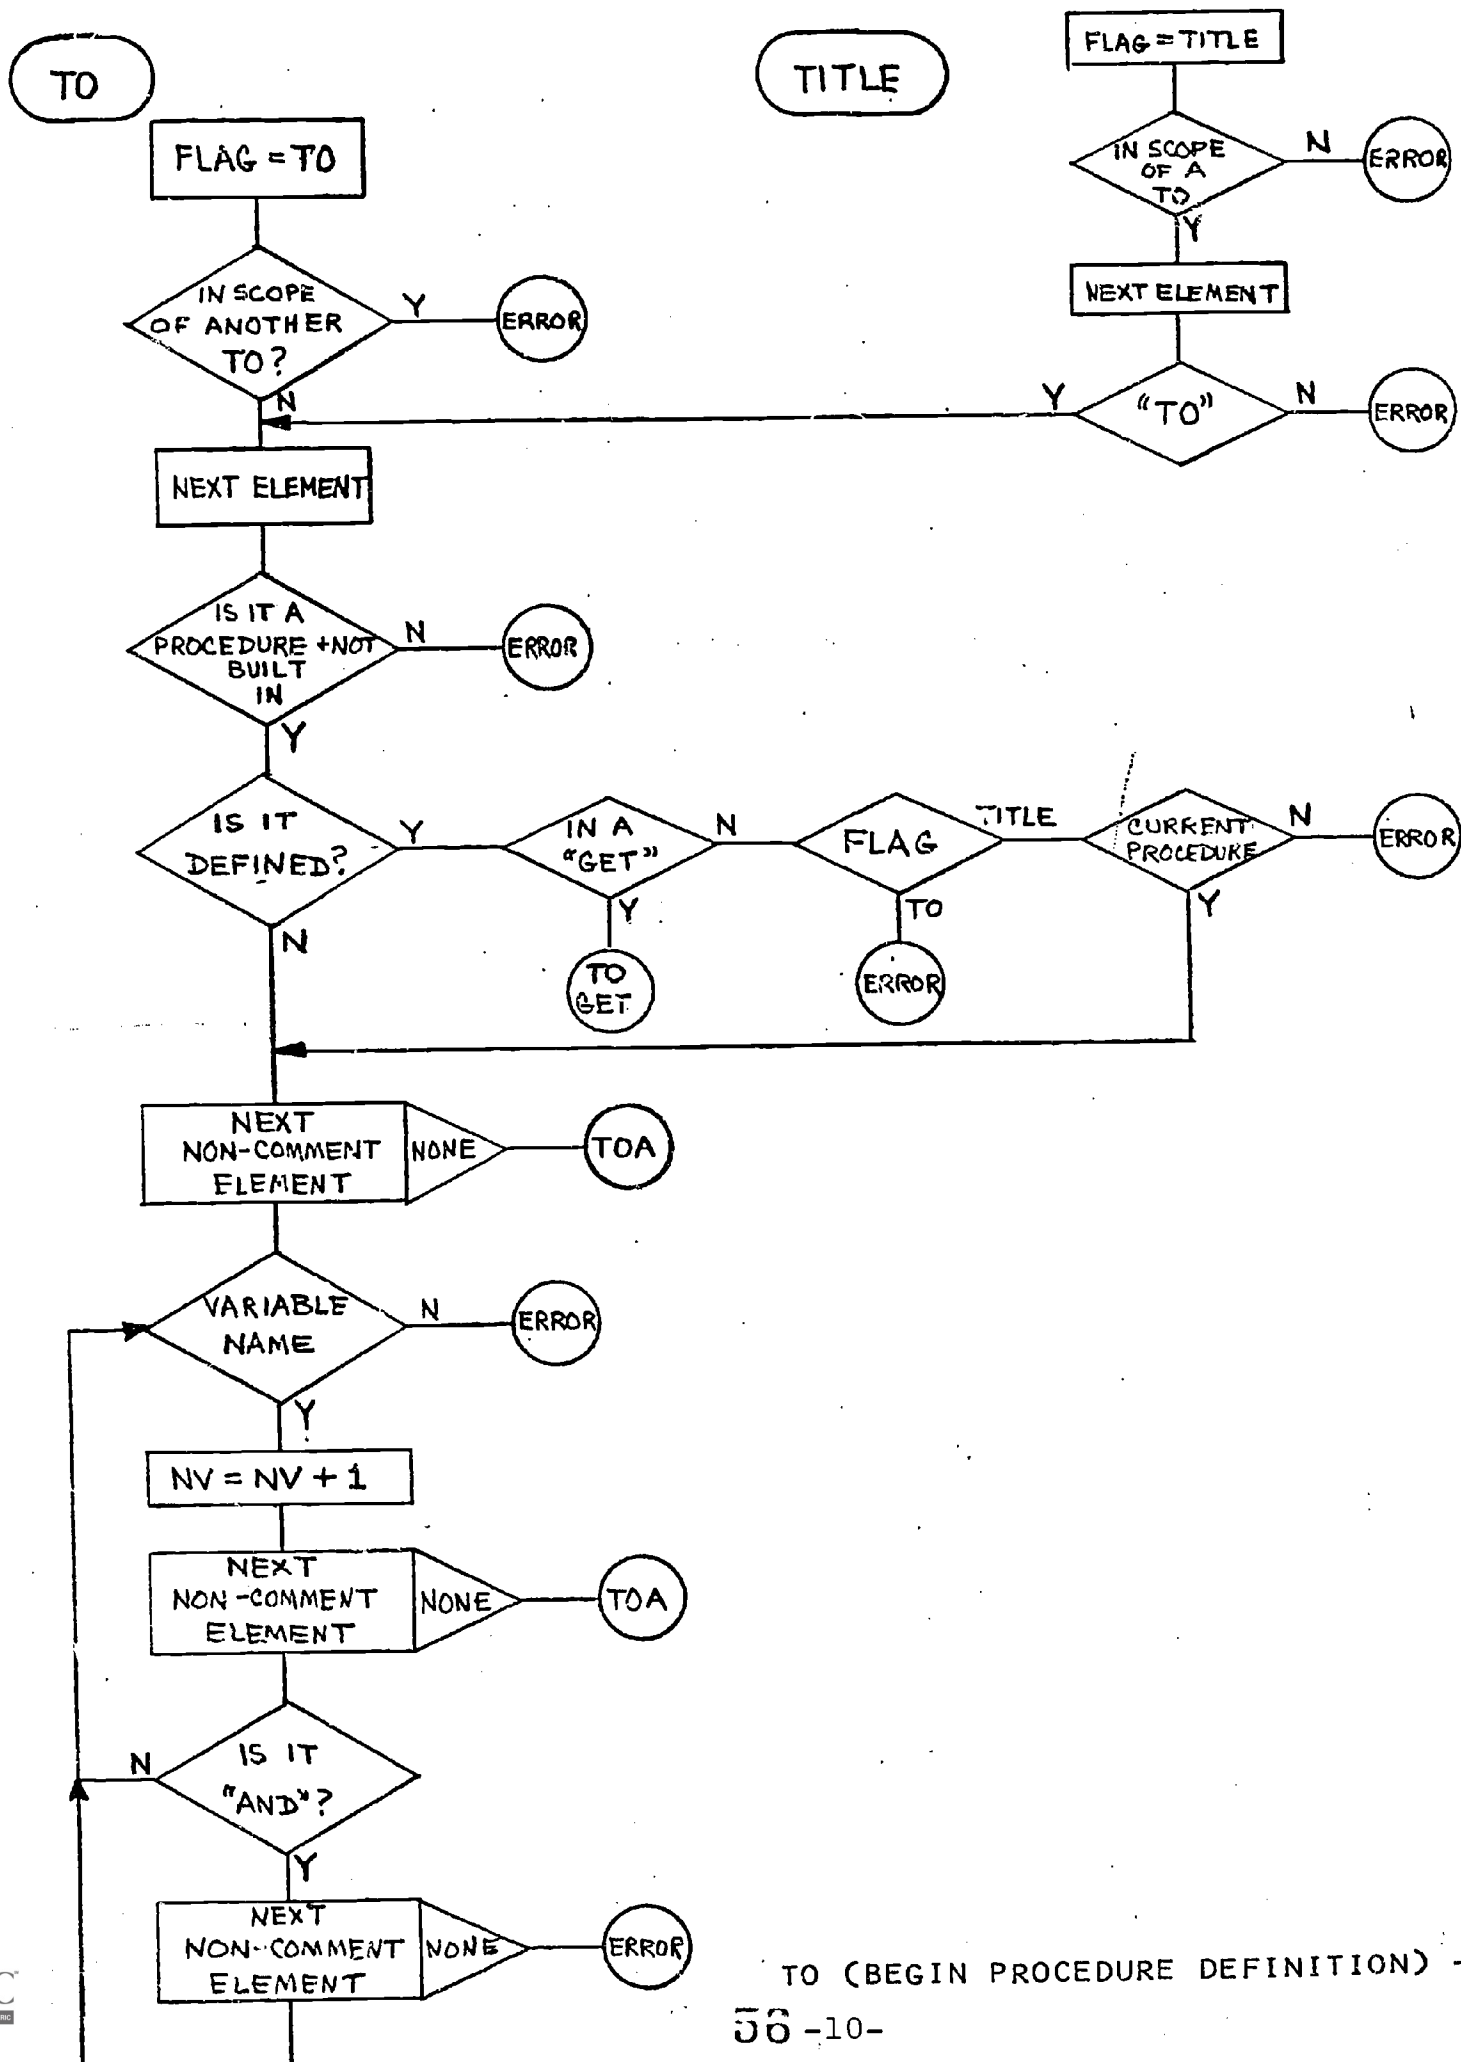 TO
FLAG = TO
IN SCOPE
OF ANOTHER
TO?
Y
ERROR
N
NEXT ELEMENT
IS IT A
PROCEDURE + NOT
BUILT
IN
N
ERROR
Y
IS IT
DEFINED?
Y
N
IN A
"GET"
N
Y
TO
GET
FLAG
TITLE
TO
ERROR
CURRENT
PROCEDURE
N
ERROR
Y
TITLE
FLAG = TITLE
IN SCOPE
OF A
TO
N
ERROR
Y
NEXT ELEMENT
"TO"
Y
N
ERROR
NEXT
NON-COMMENT
ELEMENT
NONE
TOA
VARIABLE
NAME
N
ERROR
Y
NV = NV + 1
NEXT
NON-COMMENT
ELEMENT
NONE
TOA
IS IT
"AND"?
N
Y
NEXT
NON-COMMENT
ELEMENT
NONE
ERROR
TO (BEGIN PROCEDURE DEFINITION) -
56 -10-